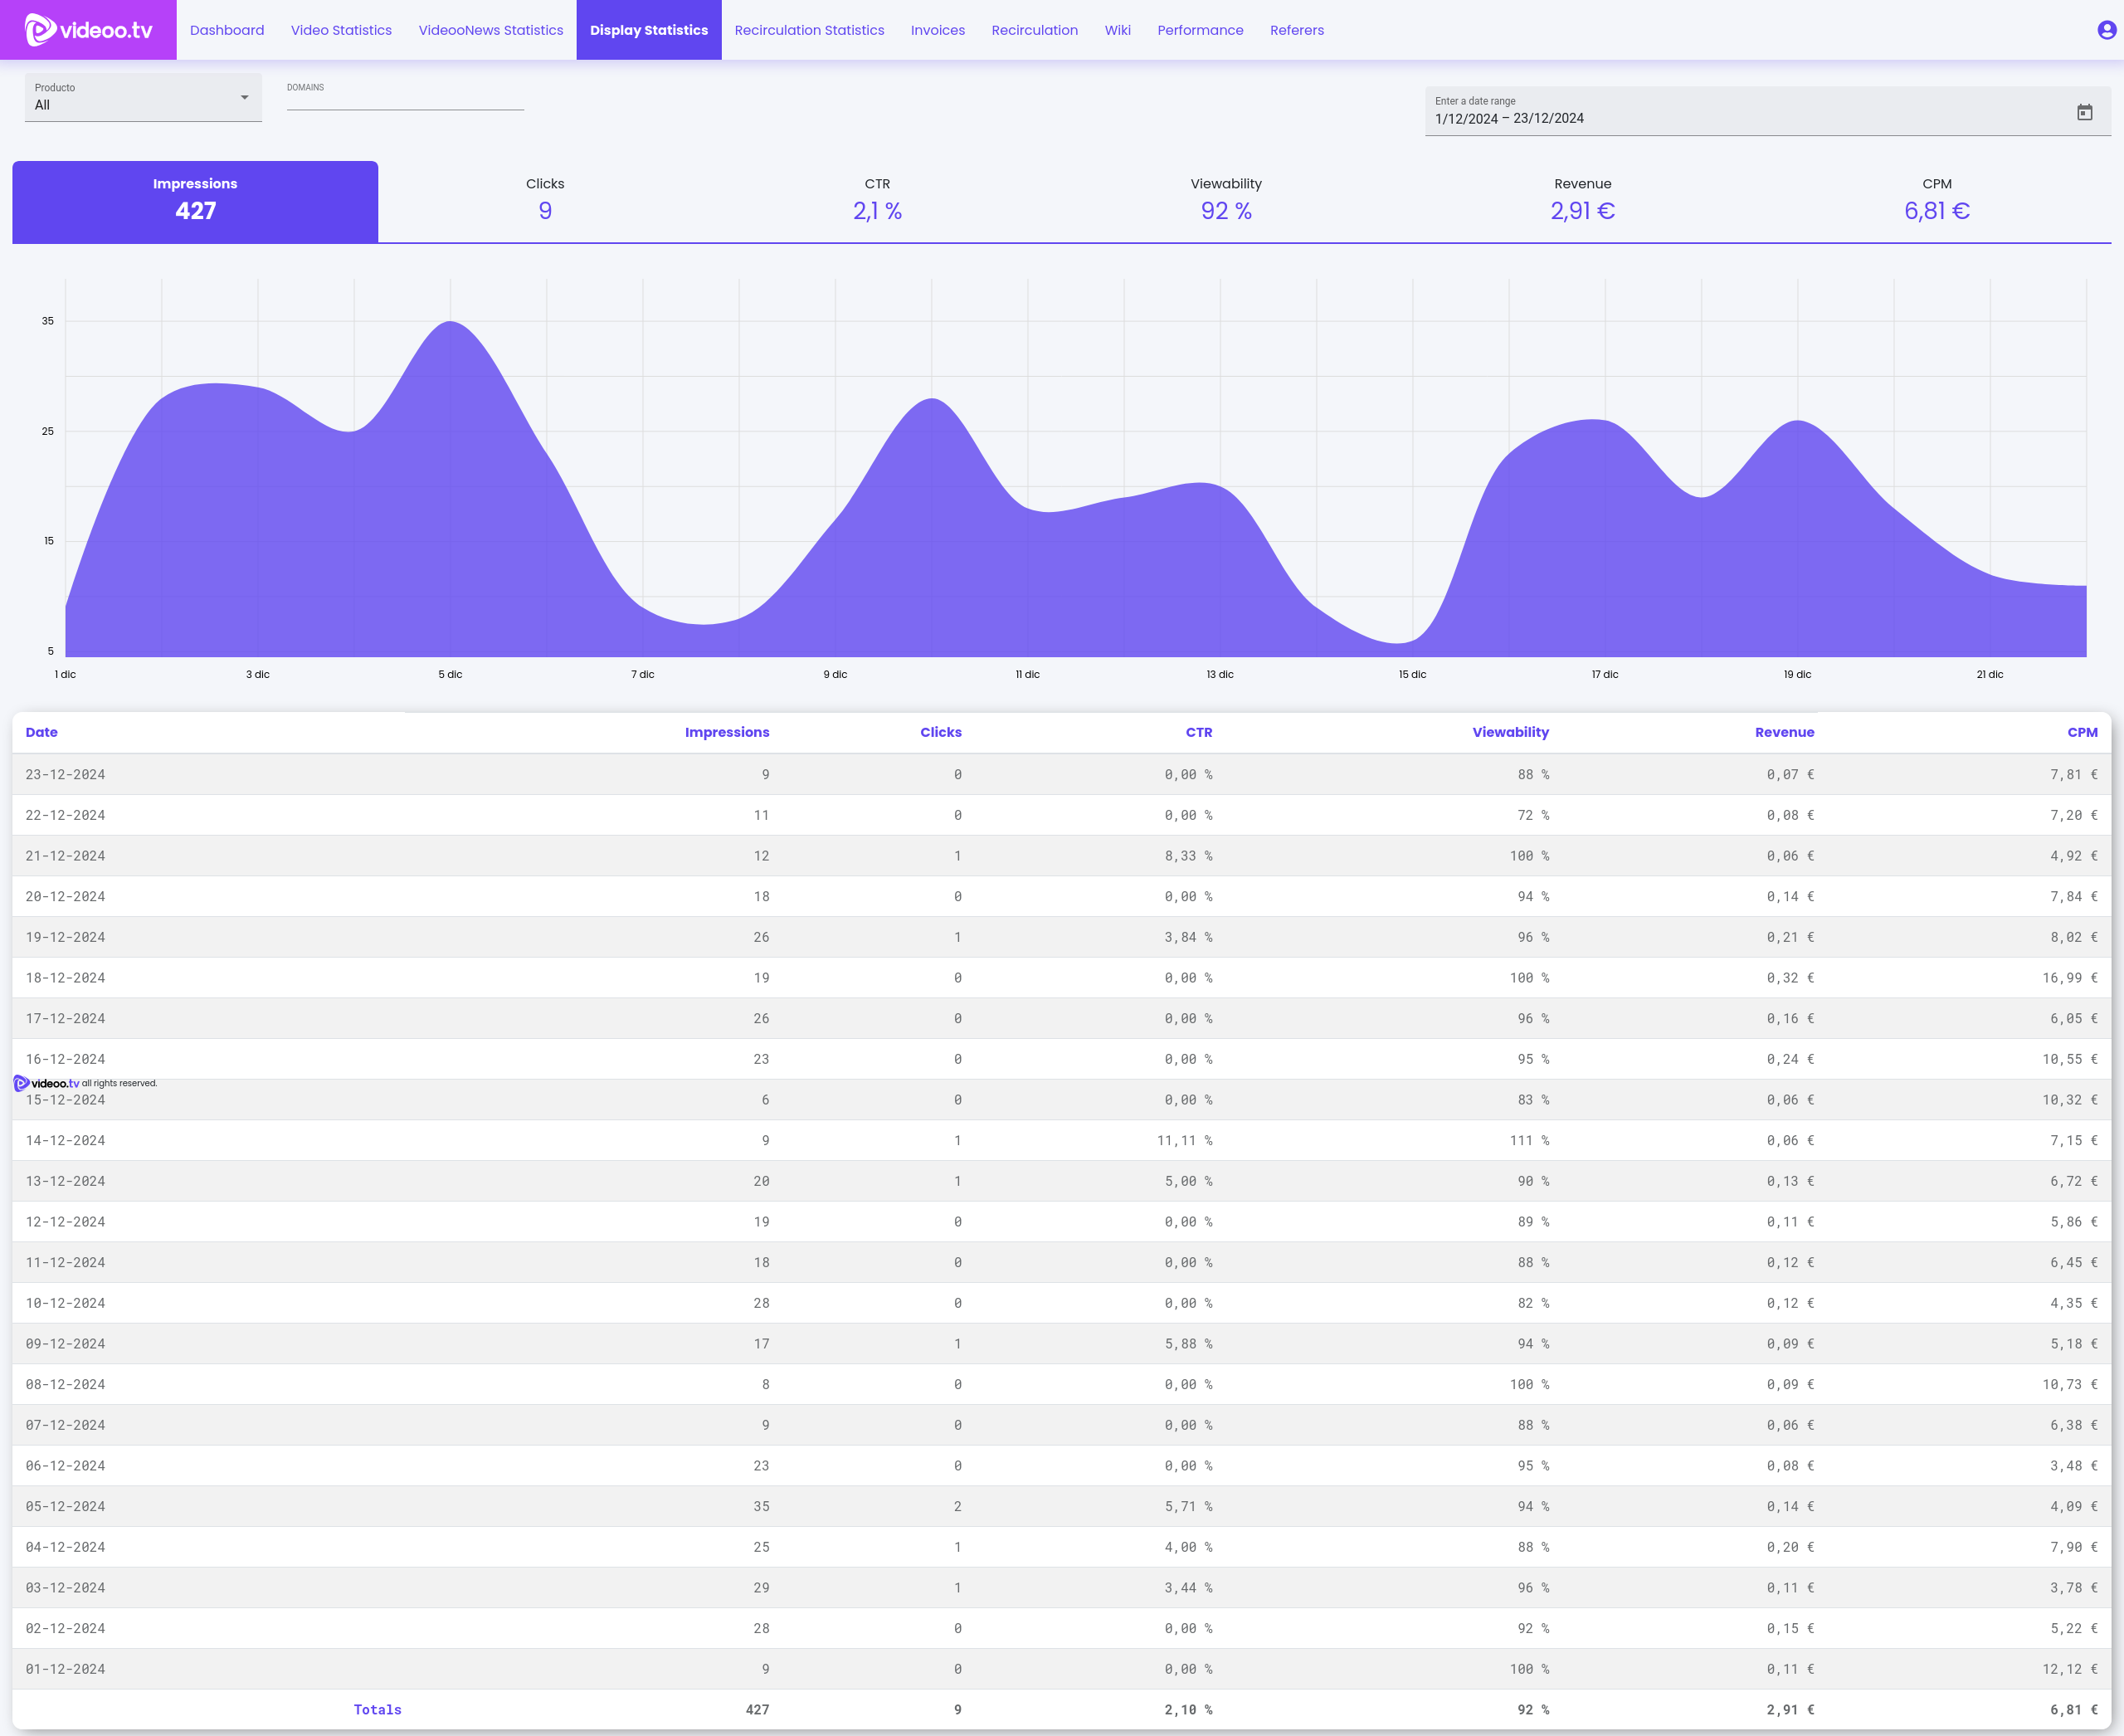 videoo.tv Dashboard Video Statistics VideooNews Statistics Display Statistics Recirculation Statistics Invoices Recirculation Wiki Performance Referers
Producto
All
DOMAINS
Enter a date range
1/12/2024 – 23/12/2024
Impressions Clicks CTR Viewability Revenue CPM
427 9 2,1 % 92 % 2,91 € 6,81 €
35
25
15
5
1 dic 3 dic 5 dic 7 dic 9 dic 11 dic 13 dic 15 dic 17 dic 19 dic 21 dic
Date Impressions Clicks CTR Viewability Revenue CPM
23-12-2024 9 0 0,00 % 88 % 0,07 € 7,81 €
22-12-2024 11 0 0,00 % 72 % 0,08 € 7,20 €
21-12-2024 12 1 8,33 % 100 % 0,06 € 4,92 €
20-12-2024 18 0 0,00 % 94 % 0,14 € 7,84 €
19-12-2024 26 1 3,84 % 96 % 0,21 € 8,02 €
18-12-2024 19 0 0,00 % 100 % 0,32 € 16,99 €
17-12-2024 26 0 0,00 % 96 % 0,16 € 6,05 €
16-12-2024 23 0 0,00 % 95 % 0,24 € 10,55 €
videoo.tv all rights reserved.
15-12-2024 6 0 0,00 % 83 % 0,06 € 10,32 €
14-12-2024 9 1 11,11 % 111 % 0,06 € 7,15 €
13-12-2024 20 1 5,00 % 90 % 0,13 € 6,72 €
12-12-2024 19 0 0,00 % 89 % 0,11 € 5,86 €
11-12-2024 18 0 0,00 % 88 % 0,12 € 6,45 €
10-12-2024 28 0 0,00 % 82 % 0,12 € 4,35 €
09-12-2024 17 1 5,88 % 94 % 0,09 € 5,18 €
08-12-2024 8 0 0,00 % 100 % 0,09 € 10,73 €
07-12-2024 9 0 0,00 % 88 % 0,06 € 6,38 €
06-12-2024 23 0 0,00 % 95 % 0,08 € 3,48 €
05-12-2024 35 2 5,71 % 94 % 0,14 € 4,09 €
04-12-2024 25 1 4,00 % 88 % 0,20 € 7,90 €
03-12-2024 29 1 3,44 % 96 % 0,11 € 3,78 €
02-12-2024 28 0 0,00 % 92 % 0,15 € 5,22 €
01-12-2024 9 0 0,00 % 100 % 0,11 € 12,12 €
Totals 427 9 2,10 % 92 % 2,91 € 6,81 €